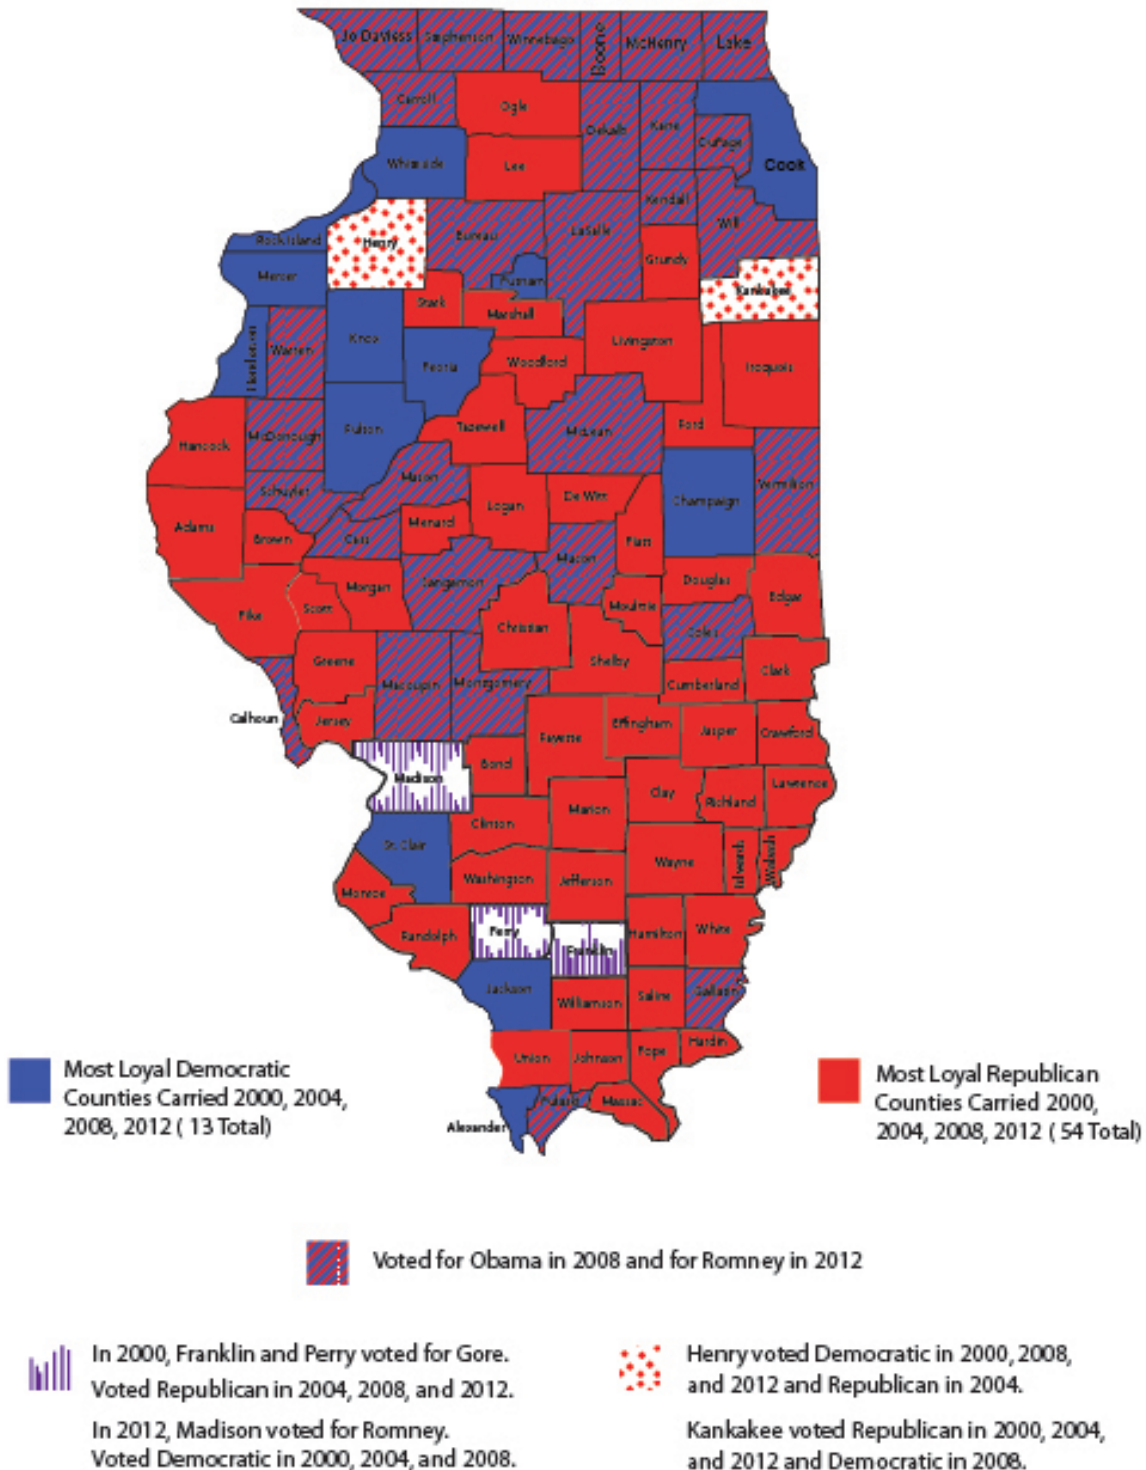 Jo Daviess Stephenson Winnebago Boone McHenry Lake
Carroll Ogle Dekalb Kane DuPage Cook
Whiteside Lee Kendall Will
Rock Island Henry Bureau LaSalle Grundy Kankakee
Mercer Stark Putnam Marshall Livingston Iroquois
Henderson Warren Knox Peoria Woodford
Hancock McDonough Fulton Tazewell McLean Ford
Schuyler Mason Logan De Witt Champaign Vermilion
Adams Brown Cass Menard Macon Piatt
Pike Scott Morgan Sangamon Christian Moultrie Douglas Edgar
Greene Macoupin Montgomery Shelby Coles Cumberland Clark
Calhoun Jersey Fayette Effingham Jasper Crawford
Madison Bond Clay Richland Lawrence
St. Clair Clinson Marion Wayne
Monroe Washington Jefferson
Randolph Perry Franklin Hamilton White
Jackson Williamson Saline
Union Johnson Pope Hardin
Alexander Massac
Most Loyal Democratic
Counties Carried 2000, 2004,
2008, 2012 ( 13 Total)
Most Loyal Republican
Counties Carried 2000,
2004, 2008, 2012 ( 54 Total)
Voted for Obama in 2008 and for Romney in 2012
In 2000, Franklin and Perry voted for Gore.
Voted Republican in 2004, 2008, and 2012.
In 2012, Madison voted for Romney.
Voted Democratic in 2000, 2004, and 2008.
Henry voted Democratic in 2000, 2008,
and 2012 and Republican in 2004.
Kankakee voted Republican in 2000, 2004,
and 2012 and Democratic in 2008.